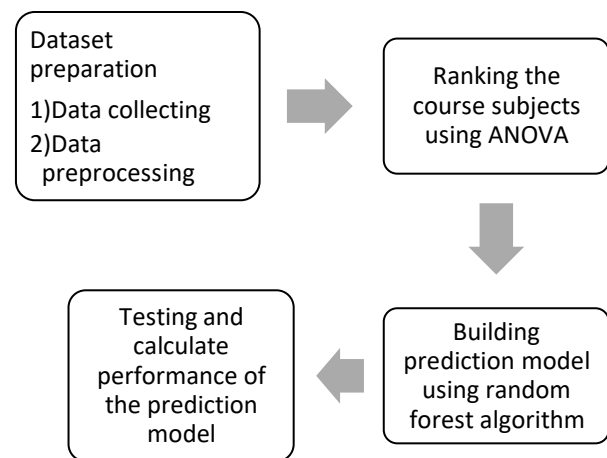 Dataset
preparation
1)Data collecting
2)Data
preprocessing
Ranking the
course subjects
using ANOVA
Building
prediction model
using random
forest algorithm
Testing and
calculate
performance of
the prediction
model